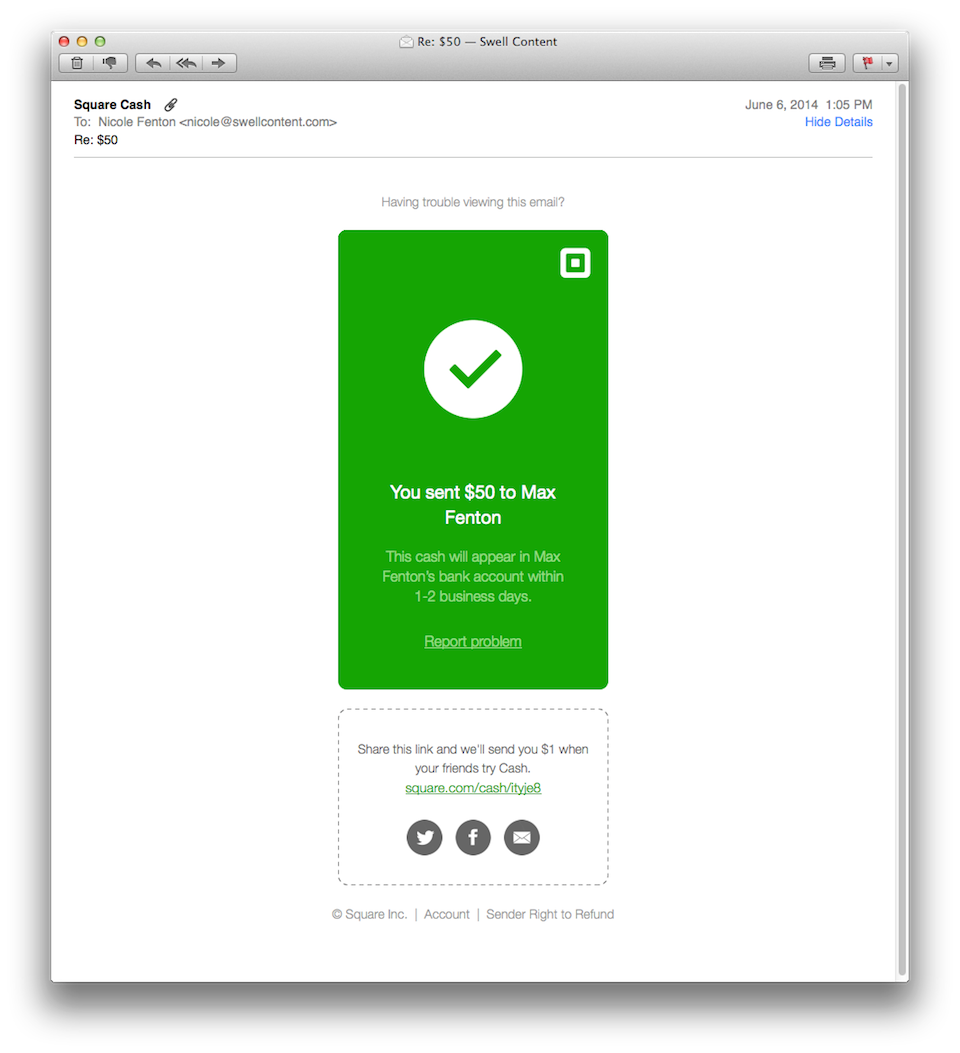 Re: $50 — Swell Content
Square Cash
June 6, 2014 1:05 PM
To: Nicole Fenton <nicole@swellcontent.com>
Hide Details
Re: $50
Having trouble viewing this email?
You sent $50 to Max
Fenton
This cash will appear in Max
Fenton's bank account within
1-2 business days.
Report problem
Share this link and we'll send you $1 when
your friends try Cash.
square.com/cash/ityje8
© Square Inc. | Account | Sender Right to Refund